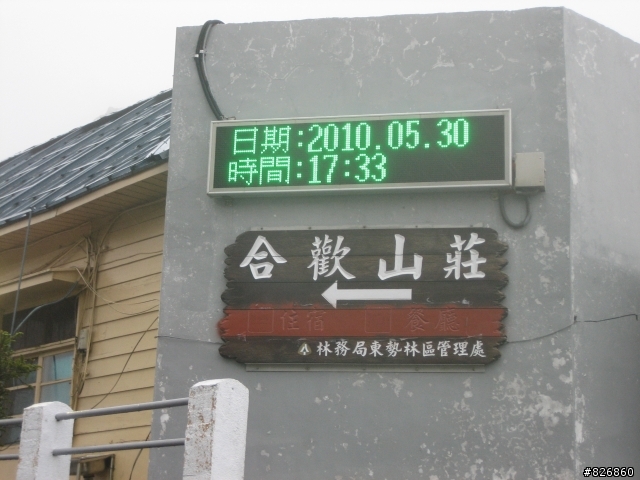 日期:2010.05.30
時間:17:33
合歡山莊
住宿 餐廳
林務局東勢林區管理處
#826860